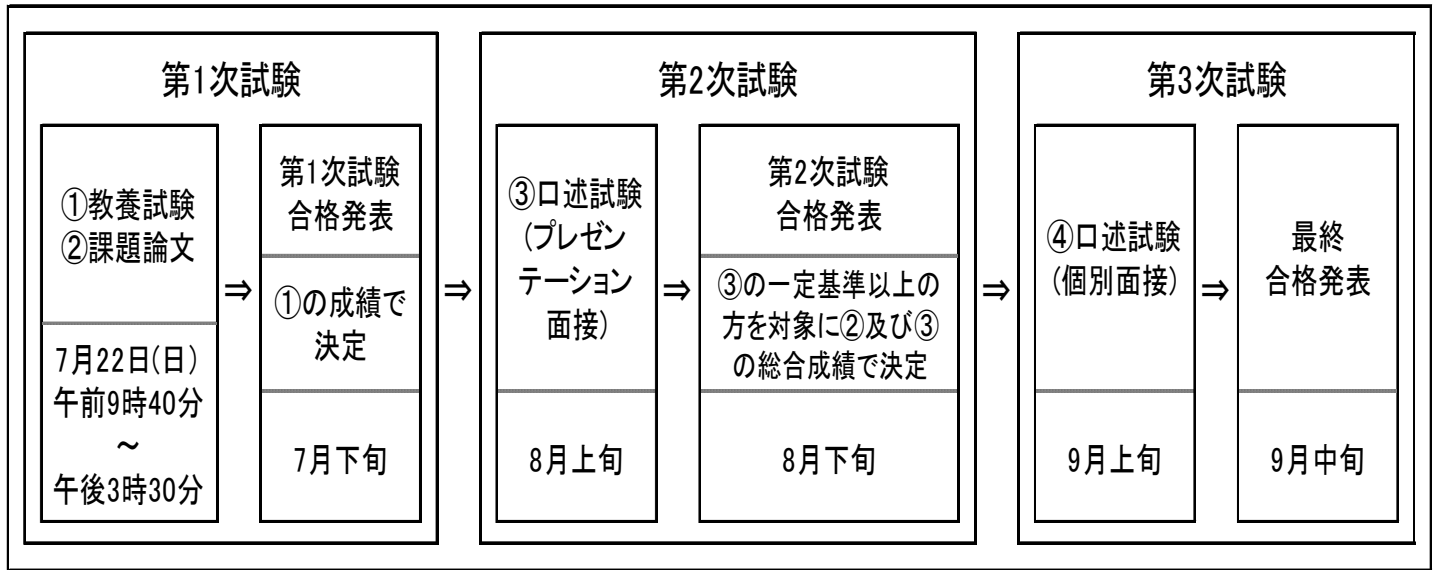 第1次試験
①教養試験
②課題論文
7月22日(日)
午前9時40分
～
午後3時30分
⇒
第1次試験
合格発表
①の成績で
決定
7月下旬
⇒
第2次試験
③口述試験
(プレゼン
テーション
面接)
8月上旬
⇒
第2次試験
合格発表
③の一定基準以上の
方を対象に②及び③
の総合成績で決定
8月下旬
⇒
第3次試験
④口述試験
(個別面接)
9月上旬
⇒
最終
合格発表
9月中旬